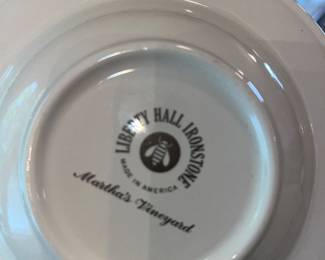 LIBERTY HALL IRONSTONE
MADE IN AMERICA
Martha's Vineyard